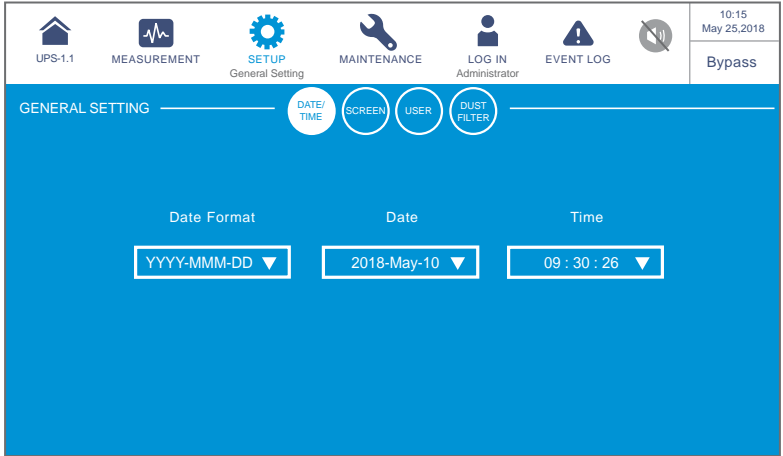 10:15
May 25,2018
UPS-1.1
MEASUREMENT
SETUP
General Setting
MAINTENANCE
LOG IN
Administrator
EVENT LOG
Bypass
GENERAL SETTING
DATE/
TIME
SCREEN
USER
DUST
FILTER
Date Format
Date
Time
YYYY-MMM-DD
2018-May-10
09 : 30 : 26